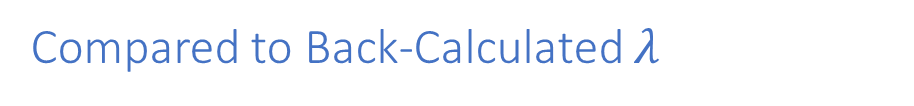 Compared to Back-Calculated 𝜆